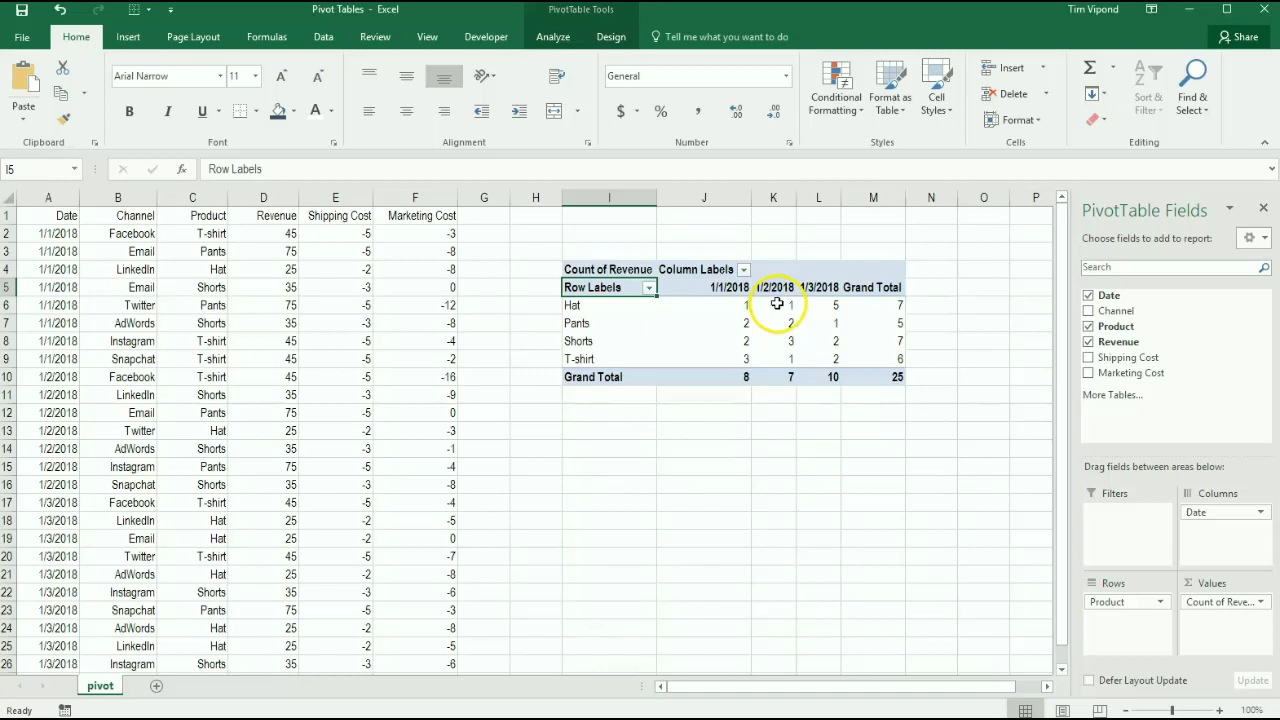 Pivot Tables - Excel
PivotTable Tools
Tim Vipond
File Home Insert Page Layout Formulas Data Review View Developer Analyze Design Tell me what you want to do Share
Paste
Arial Narrow 11
B I U A
General
$ % ,
Conditional Formatting
Format as Table
Cell Styles
Insert
Delete
Format
Sort & Filter
Find & Select
Clipboard Font Alignment Number Styles Cells Editing
I5 fx Row Labels
A B C D E F G H I J K L M N O P
1 Date Channel Product Revenue Shipping Cost Marketing Cost
2 1/1/2018 Facebook T-shirt 45 -5 -3
3 1/1/2018 Email Pants 75 -5 -8
4 1/1/2018 LinkedIn Hat 25 -2 -8 Count of Revenue Column Labels
5 1/1/2018 Email Shorts 35 -3 0 Row Labels 1/1/2018 1/2/2018 1/3/2018 Grand Total
6 1/1/2018 Twitter Pants 75 -5 -12 Hat 1 1 5 7
7 1/1/2018 AdWords Shorts 35 -3 -8 Pants 2 2 1 5
8 1/1/2018 Instagram T-shirt 45 -5 -4 Shorts 2 3 2 7
9 1/1/2018 Snapchat T-shirt 45 -5 -2 T-shirt 3 1 2 6
10 1/2/2018 Facebook T-shirt 45 -5 -16 Grand Total 8 7 10 25
11 1/2/2018 LinkedIn Shorts 35 -3 -9
12 1/2/2018 Email Pants 75 -5 0
13 1/2/2018 Twitter Hat 25 -2 -3
14 1/2/2018 AdWords Shorts 35 -3 -1
15 1/2/2018 Instagram Pants 75 -5 -4
16 1/2/2018 Snapchat Shorts 35 -3 -8
17 1/3/2018 Facebook T-shirt 45 -5 -4
18 1/3/2018 LinkedIn Hat 25 -2 -5
19 1/3/2018 Email Hat 25 -2 0
20 1/3/2018 Twitter T-shirt 45 -5 -7
21 1/3/2018 AdWords Hat 25 -2 -8
22 1/3/2018 Instagram Shorts 35 -3 -6
23 1/3/2018 Snapchat Pants 75 -5 -3
24 1/3/2018 AdWords Hat 25 -2 -8
25 1/3/2018 LinkedIn Hat 25 -2 -5
26 1/3/2018 Instagram Shorts 35 -3 -6
PivotTable Fields
Choose fields to add to report:
Search
Date
Channel
Product
Revenue
Shipping Cost
Marketing Cost
More Tables...
Drag fields between areas below:
Filters Columns
Date
Rows Σ Values
Product Count of Reve...
Defer Layout Update Update
pivot
Ready 100%